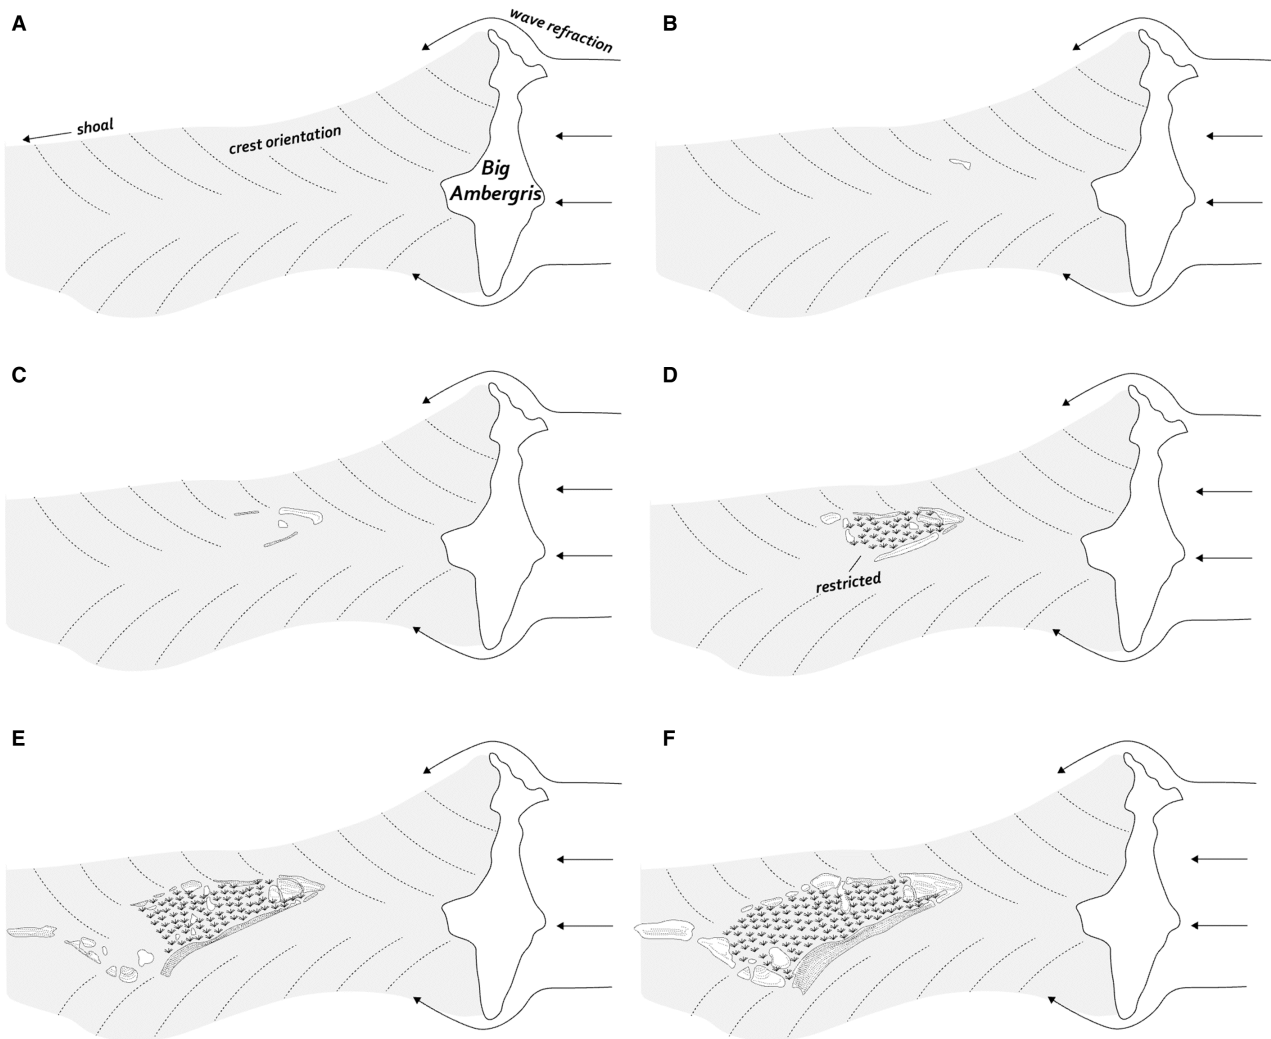 A
B
wave refraction
shoal
crest orientation
Big
Ambergris
C
D
restricted
E
F